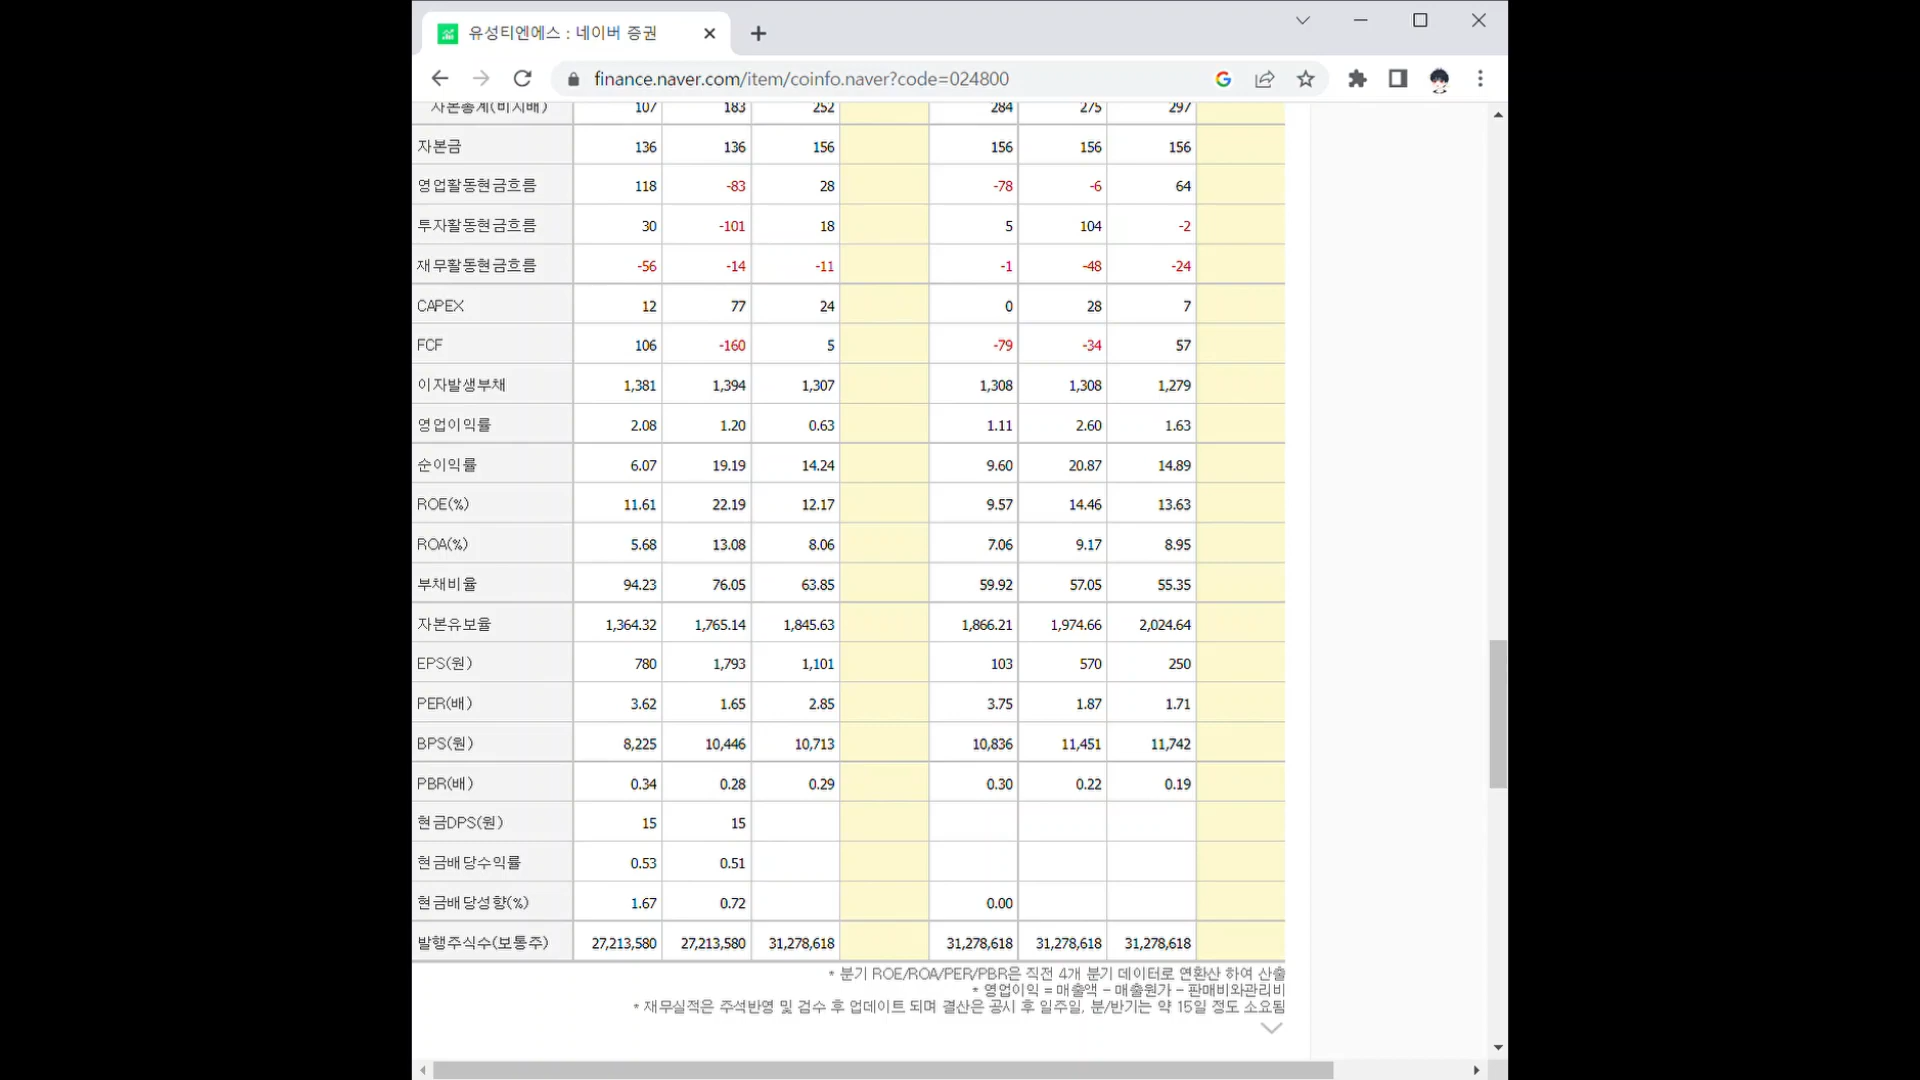 유성티엔에스 : 네이버 증권
finance.naver.com/item/coinfo.naver?code=024800
자본총계(비지배) 107 183 252 284 275 297
자본금 136 136 156 156 156 156
영업활동현금흐름 118 -83 28 -78 -6 64
투자활동현금흐름 30 -101 18 5 104 -2
재무활동현금흐름 -56 -14 -11 -1 -48 -24
CAPEX 12 77 24 0 28 7
FCF 106 -160 5 -79 -34 57
이자발생부채 1,381 1,394 1,307 1,308 1,308 1,279
영업이익률 2.08 1.20 0.63 1.11 2.60 1.63
순이익률 6.07 19.19 14.24 9.60 20.87 14.89
ROE(%) 11.61 22.19 12.17 9.57 14.46 13.63
ROA(%) 5.68 13.08 8.06 7.06 9.17 8.95
부채비율 94.23 76.05 63.85 59.92 57.05 55.35
자본유보율 1,364.32 1,765.14 1,845.63 1,866.21 1,974.66 2,024.64
EPS(원) 780 1,793 1,101 103 570 250
PER(배) 3.62 1.65 2.85 3.75 1.87 1.71
BPS(원) 8,225 10,446 10,713 10,836 11,451 11,742
PBR(배) 0.34 0.28 0.29 0.30 0.22 0.19
현금DPS(원) 15 15
현금배당수익률 0.53 0.51
현금배당성향(%) 1.67 0.72 0.00
발행주식수(보통주) 27,213,580 27,213,580 31,278,618 31,278,618 31,278,618 31,278,618
* 분기 ROE/ROA/PER/PBR은 직전 4개 분기 데이터로 연환산 하여 산출
* 영업이익 = 매출액 - 매출원가 - 판매비와관리비
* 재무실적은 주석반영 및 검수 후 업데이트 되며 결산은 공시 후 일주일, 분/반기는 약 15일 정도 소요됨